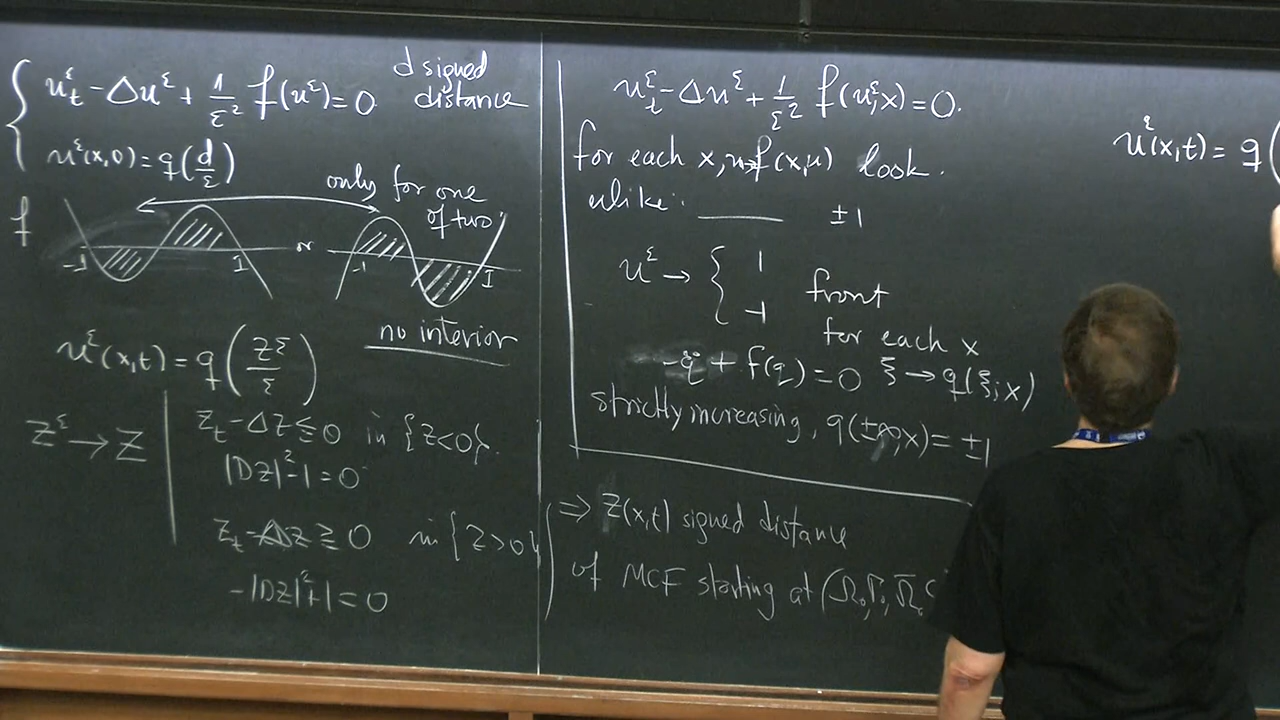 u^ε_t - Δu^ε + 1/ε² f(u^ε) = 0
d signed distance
u^ε(x,0) = q(d/ε)
only for one of two
f
-1 1 or -1 1
no interior
u^ε(x,t) = q(z^ε/ε)
z^ε → z
z_t - Δz ≤ 0 in {z<0}
|Dz|² - 1 = 0
z_t - Δz ≥ 0 in {z>0}
-|Dz|² + 1 = 0
u^ε_t - Δu^ε + 1/ε² f(u^ε,x) = 0.
for each x, u→f(x,u) look
like: ±1
u^ε → { 1 -1 front
for each x
-q̈ + f(q) = 0 ξ → q(ξ;x)
strictly increasing, q(±∞,x) = ±1
⇒ z(x,t) signed distance
of MCF starting at (Ω₀,Γ₀,
u^ε(x,t) = q(